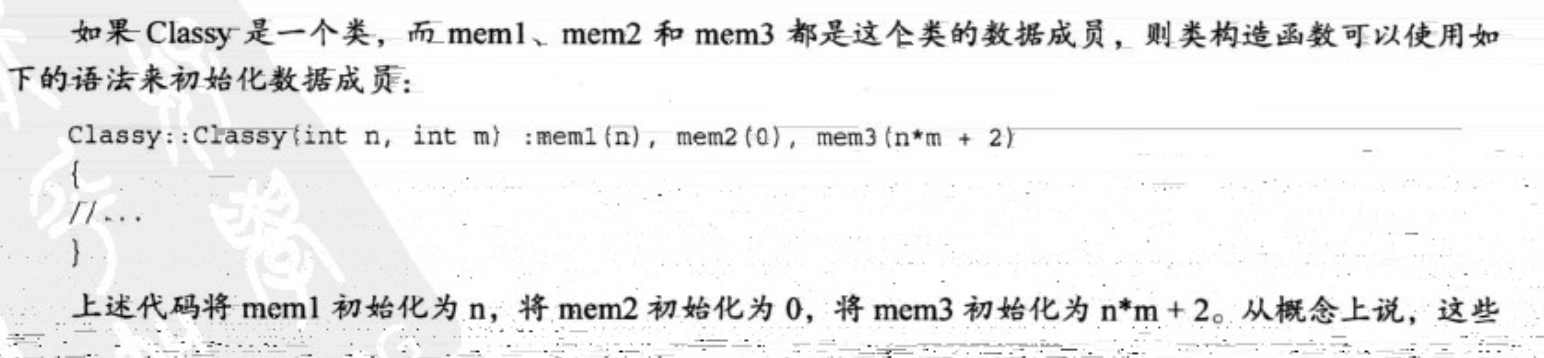 如果 Classy 是一个类，而 mem1、mem2 和 mem3 都是这个类的数据成员，则类构造函数可以使用如
下的语法来初始化数据成员：
Classy::Classy(int n, int m) :mem1(n), mem2(0), mem3(n*m + 2)
{
//...
}
上述代码将 mem1 初始化为 n，将 mem2 初始化为 0，将 mem3 初始化为 n*m + 2。从概念上说，这些